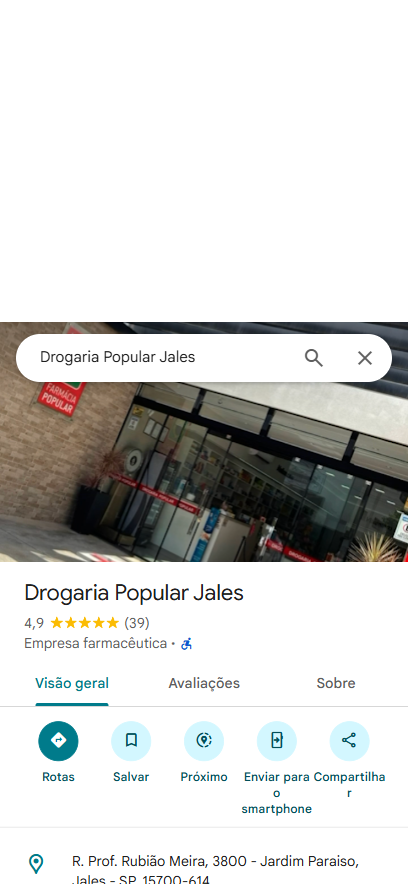 Drogaria Popular Jales
FARMÁCIA
POPULAR
Drogaria Popular Jales
4,9 (39)
Empresa farmacêutica •
Visão geral
Avaliações
Sobre
Rotas
Salvar
Próximo
Enviar para o smartphone
Compartilhar
R. Prof. Rubião Meira, 3800 - Jardim Paraiso,
Jales - SP, 15700-614